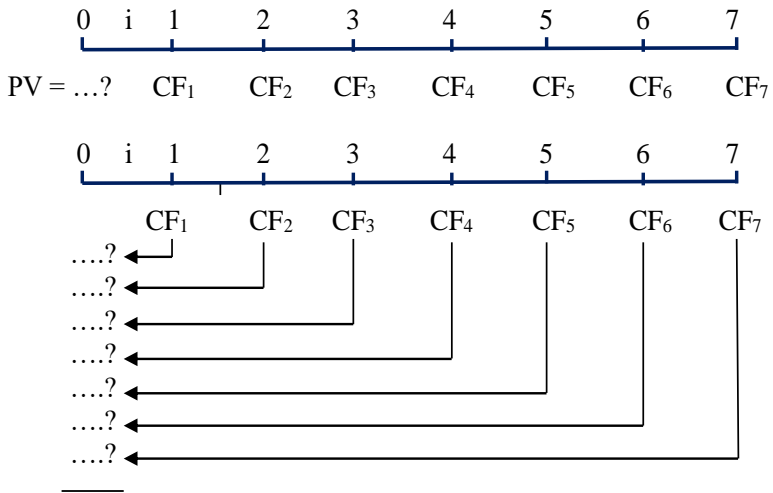 0 i 1 2 3 4 5 6 7
PV = …? CF₁ CF₂ CF₃ CF₄ CF₅ CF₆ CF₇
0 i 1 2 3 4 5 6 7
CF₁ CF₂ CF₃ CF₄ CF₅ CF₆ CF₇
….?
….?
….?
….?
….?
….?
….?